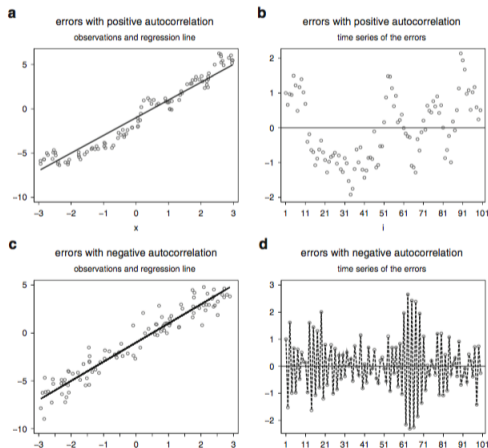 a
errors with positive autocorrelation
observations and regression line
5
0
−5
−10
−3 −2 −1 0 1 2 3
x
b
errors with positive autocorrelation
time series of the errors
2
1
0
−1
−2
1 11 21 31 41 51 61 71 81 91 101
i
c
errors with negative autocorrelation
observations and regression line
5
0
−5
−10
d
errors with negative autocorrelation
time series of the errors
3
2
1
0
−1
−2
1 11 21 31 41 51 61 71 81 91 101
−3 −2 −1 0 1 2 3